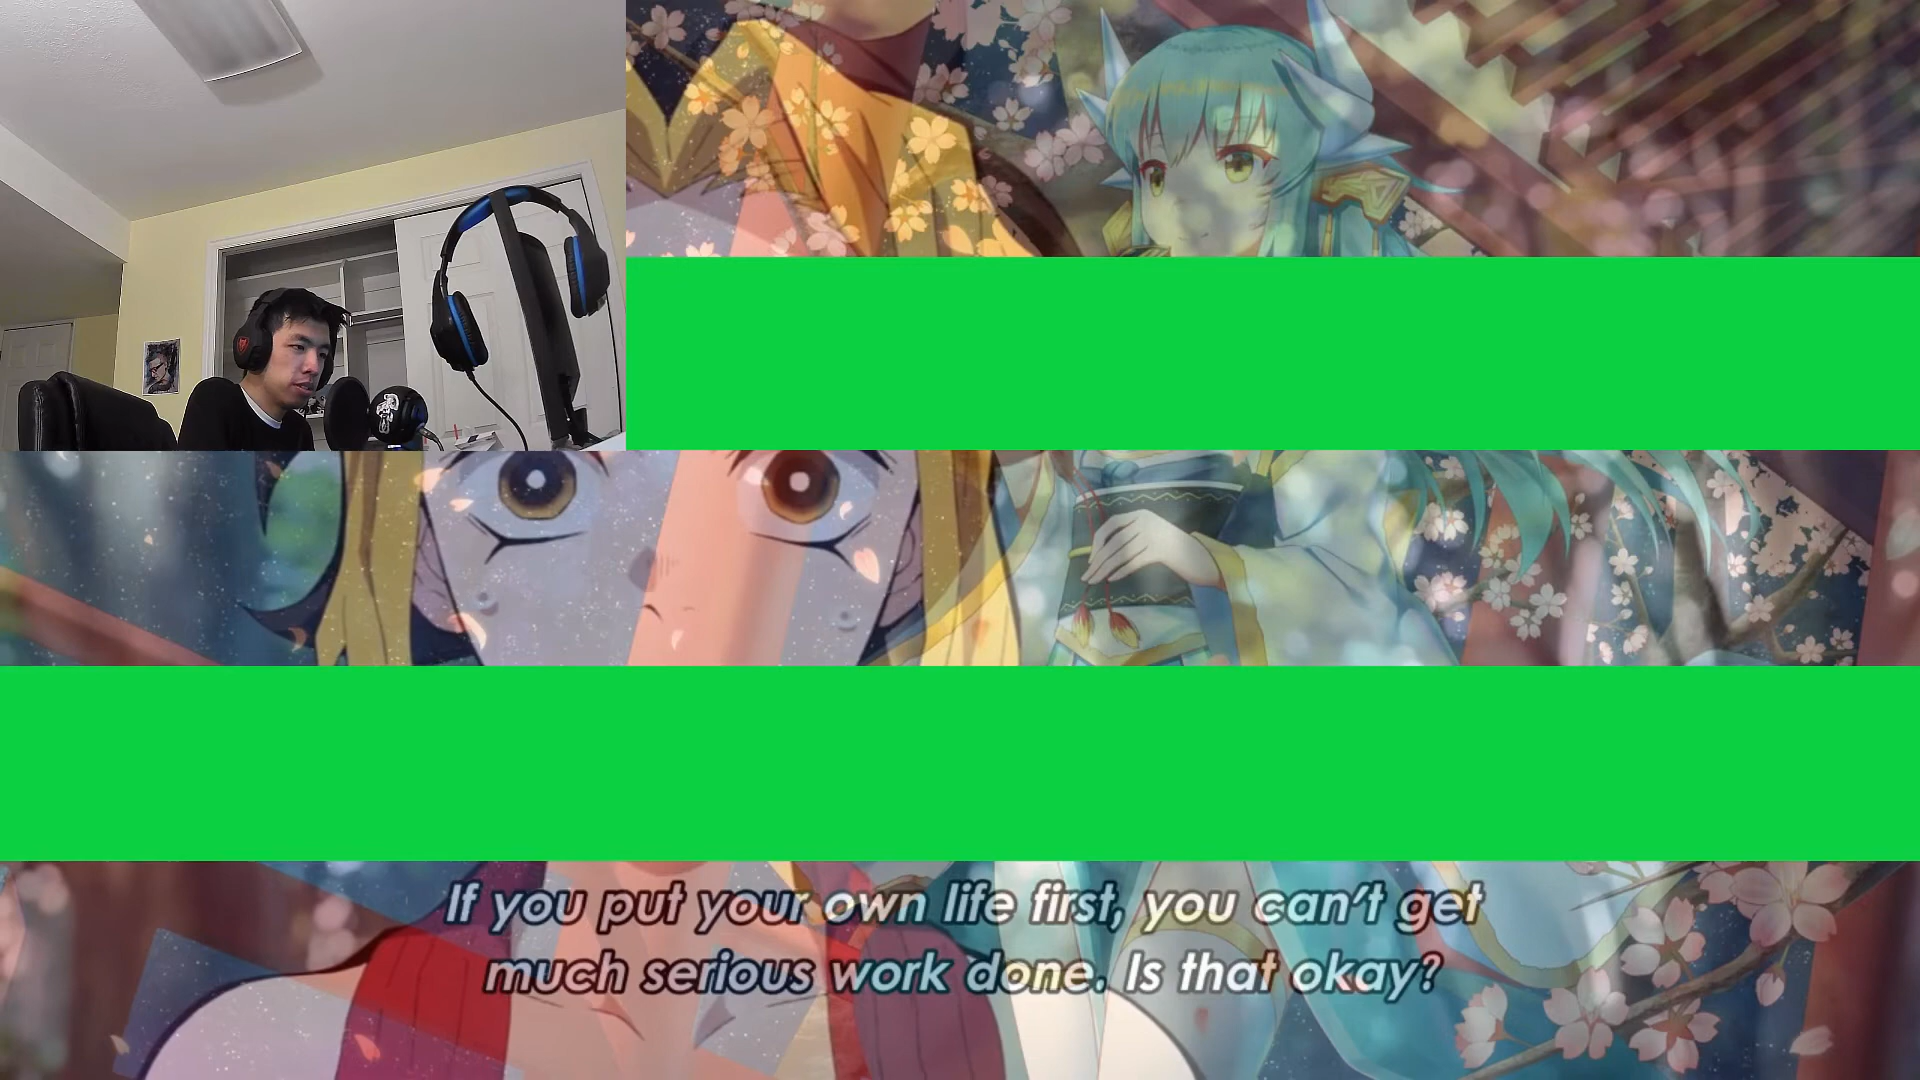 If you put your own life first, you can't get
much serious work done. Is that okay?